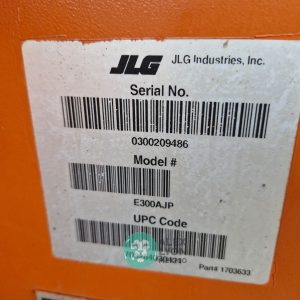 JLG JLG Industries, Inc.
Serial No.
0300209486
Model #
E300AJP
UPC Code
Part# 1703633